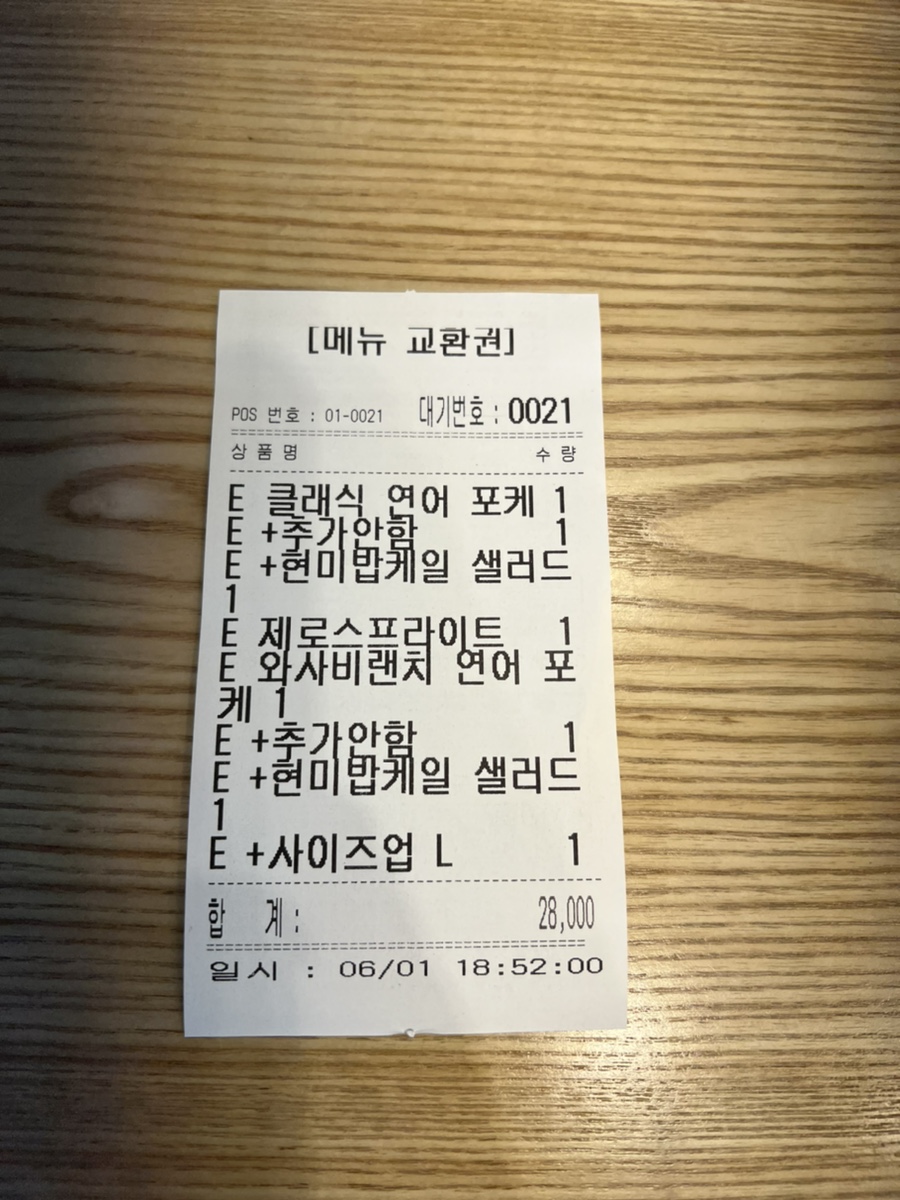 [메뉴 교환권]
POS 번호 : 01-0021 대기번호 : 0021
상 품 명 수 량
E 클래식 연어 포케 1
E +추가안함 1
E +현미밥케일 샐러드
1
E 제로스프라이트 1
E 와사비랜치 연어 포
케 1
E +추가안함 1
E +현미밥케일 샐러드
1
E +사이즈업 L 1
합 계 : 28,000
일시 : 06/01 18:52:00